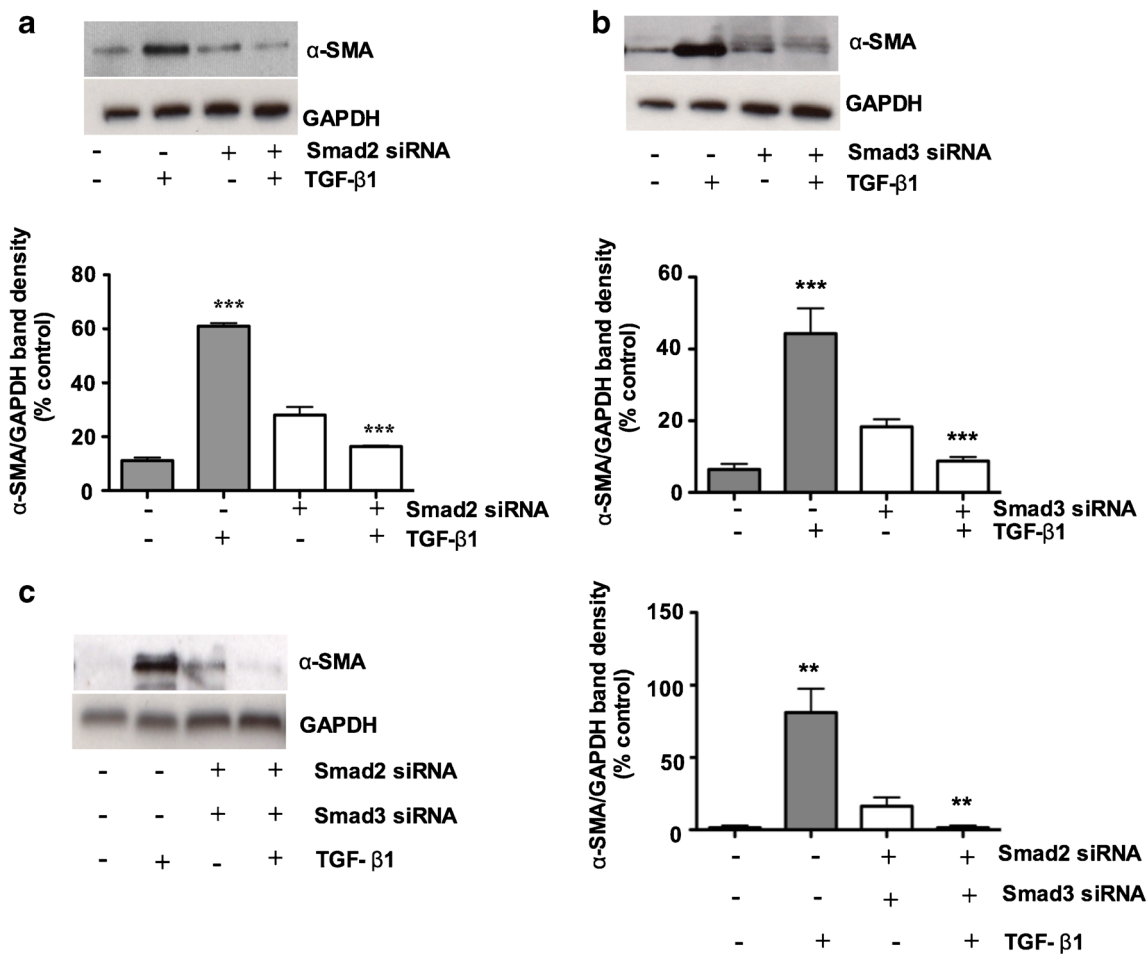 a
α-SMA
GAPDH
- - + + Smad2 siRNA
- + - + TGF-β1
α-SMA/GAPDH band density
(% control)
80
60
40
20
0
***
***
- - + + Smad2 siRNA
- + - + TGF-β1
b
α-SMA
GAPDH
- - + + Smad3 siRNA
- + - + TGF-β1
α-SMA/GAPDH band density
(% control)
60
40
20
0
***
***
- - + + Smad3 siRNA
- + - + TGF-β1
c
α-SMA
GAPDH
- - + + Smad2 siRNA
- - + + Smad3 siRNA
- + - + TGF- β1
α-SMA/GAPDH band density
(% control)
150
100
50
0
**
**
- - + + Smad2 siRNA
- - + + Smad3 siRNA
- + - + TGF- β1